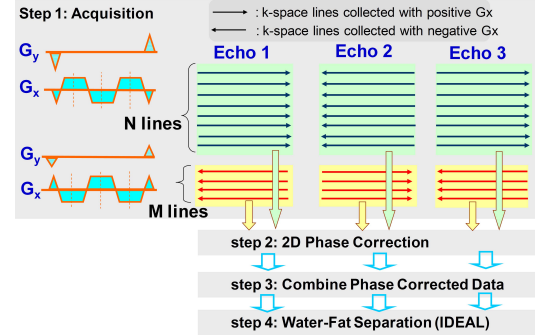 Step 1: Acquisition
: k-space lines collected with positive Gx
: k-space lines collected with negative Gx
Echo 1 Echo 2 Echo 3
Gy
Gx
N lines
Gy
Gx
M lines
step 2: 2D Phase Correction
step 3: Combine Phase Corrected Data
step 4: Water-Fat Separation (IDEAL)